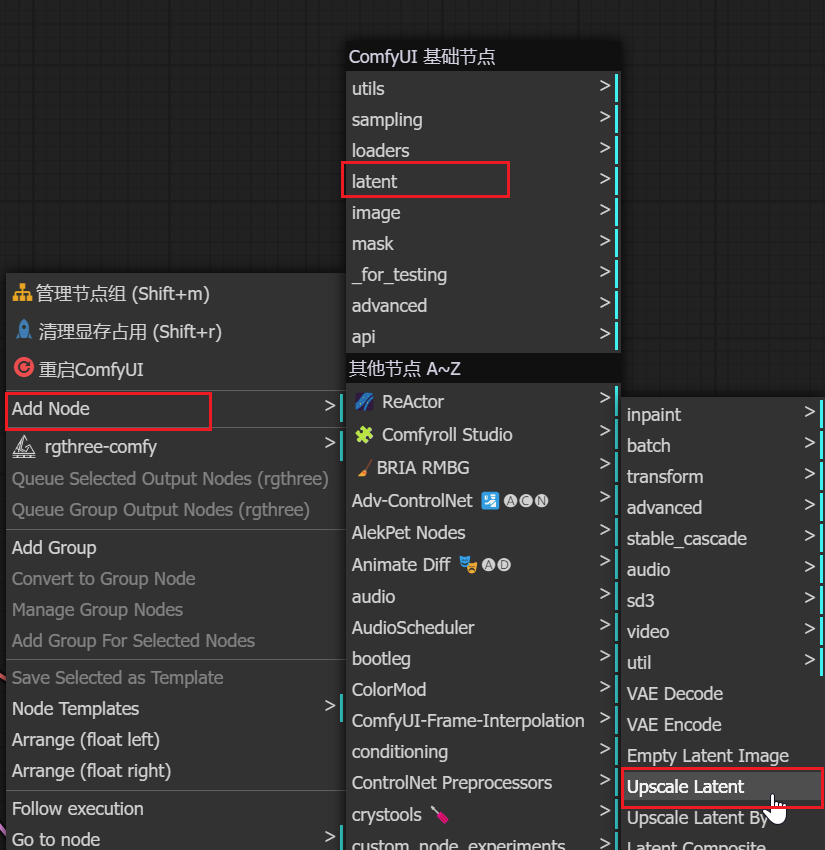 ComfyUI 基础节点
utils
sampling
loaders
latent
image
mask
_for_testing
advanced
api
其他节点 A~Z
ReActor
Comfyroll Studio
BRIA RMBG
Adv-ControlNet 🛂🅐🅒🅝
AlekPet Nodes
Animate Diff 🎭🅐🅓
audio
AudioScheduler
bootleg
ColorMod
ComfyUI-Frame-Interpolation
conditioning
ControlNet Preprocessors
crystools 🪛
custom_node_experiments
管理节点组 (Shift+m)
清理显存占用 (Shift+r)
重启ComfyUI
Add Node
rgthree-comfy
Queue Selected Output Nodes (rgthree)
Queue Group Output Nodes (rgthree)
Add Group
Convert to Group Node
Manage Group Nodes
Add Group For Selected Nodes
Save Selected as Template
Node Templates
Arrange (float left)
Arrange (float right)
Follow execution
Go to node
inpaint
batch
transform
advanced
stable_cascade
audio
sd3
video
util
VAE Decode
VAE Encode
Empty Latent Image
Upscale Latent
Upscale Latent By
Latent Composite